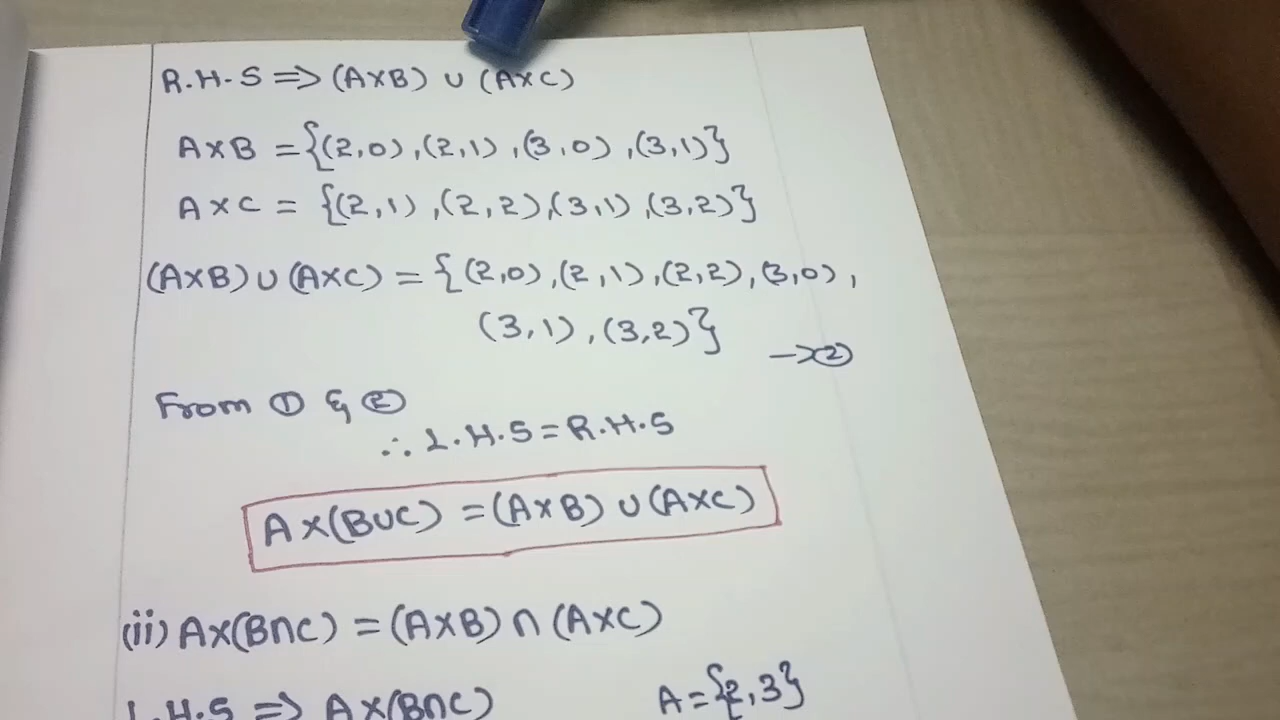 R.H.S ⇒ (A×B) ∪ (A×C)
A×B = {(2,0),(2,1),(3,0),(3,1)}
A×C = {(2,1),(2,2),(3,1),(3,2)}
(A×B)∪(A×C) = {(2,0),(2,1),(2,2),(3,0),
(3,1),(3,2)}
→②
From ① & ②
∴ L.H.S = R.H.S
A×(B∪C) = (A×B) ∪ (A×C)
(ii) A×(B∩C) = (A×B) ∩ (A×C)
L.H.S ⇒ A×(B∩C) A={2,3}